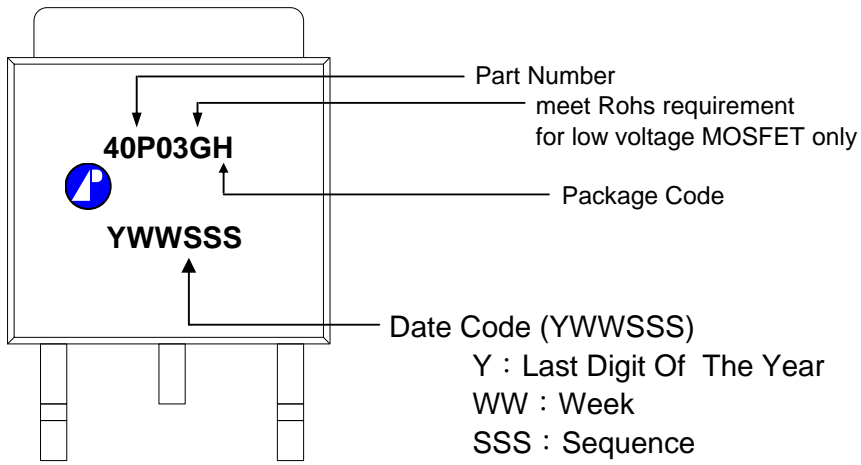 Part Number
meet Rohs requirement
for low voltage MOSFET only
40P03GH
Package Code
YWWSSS
Date Code (YWWSSS)
Y：Last Digit Of The Year
WW：Week
SSS：Sequence